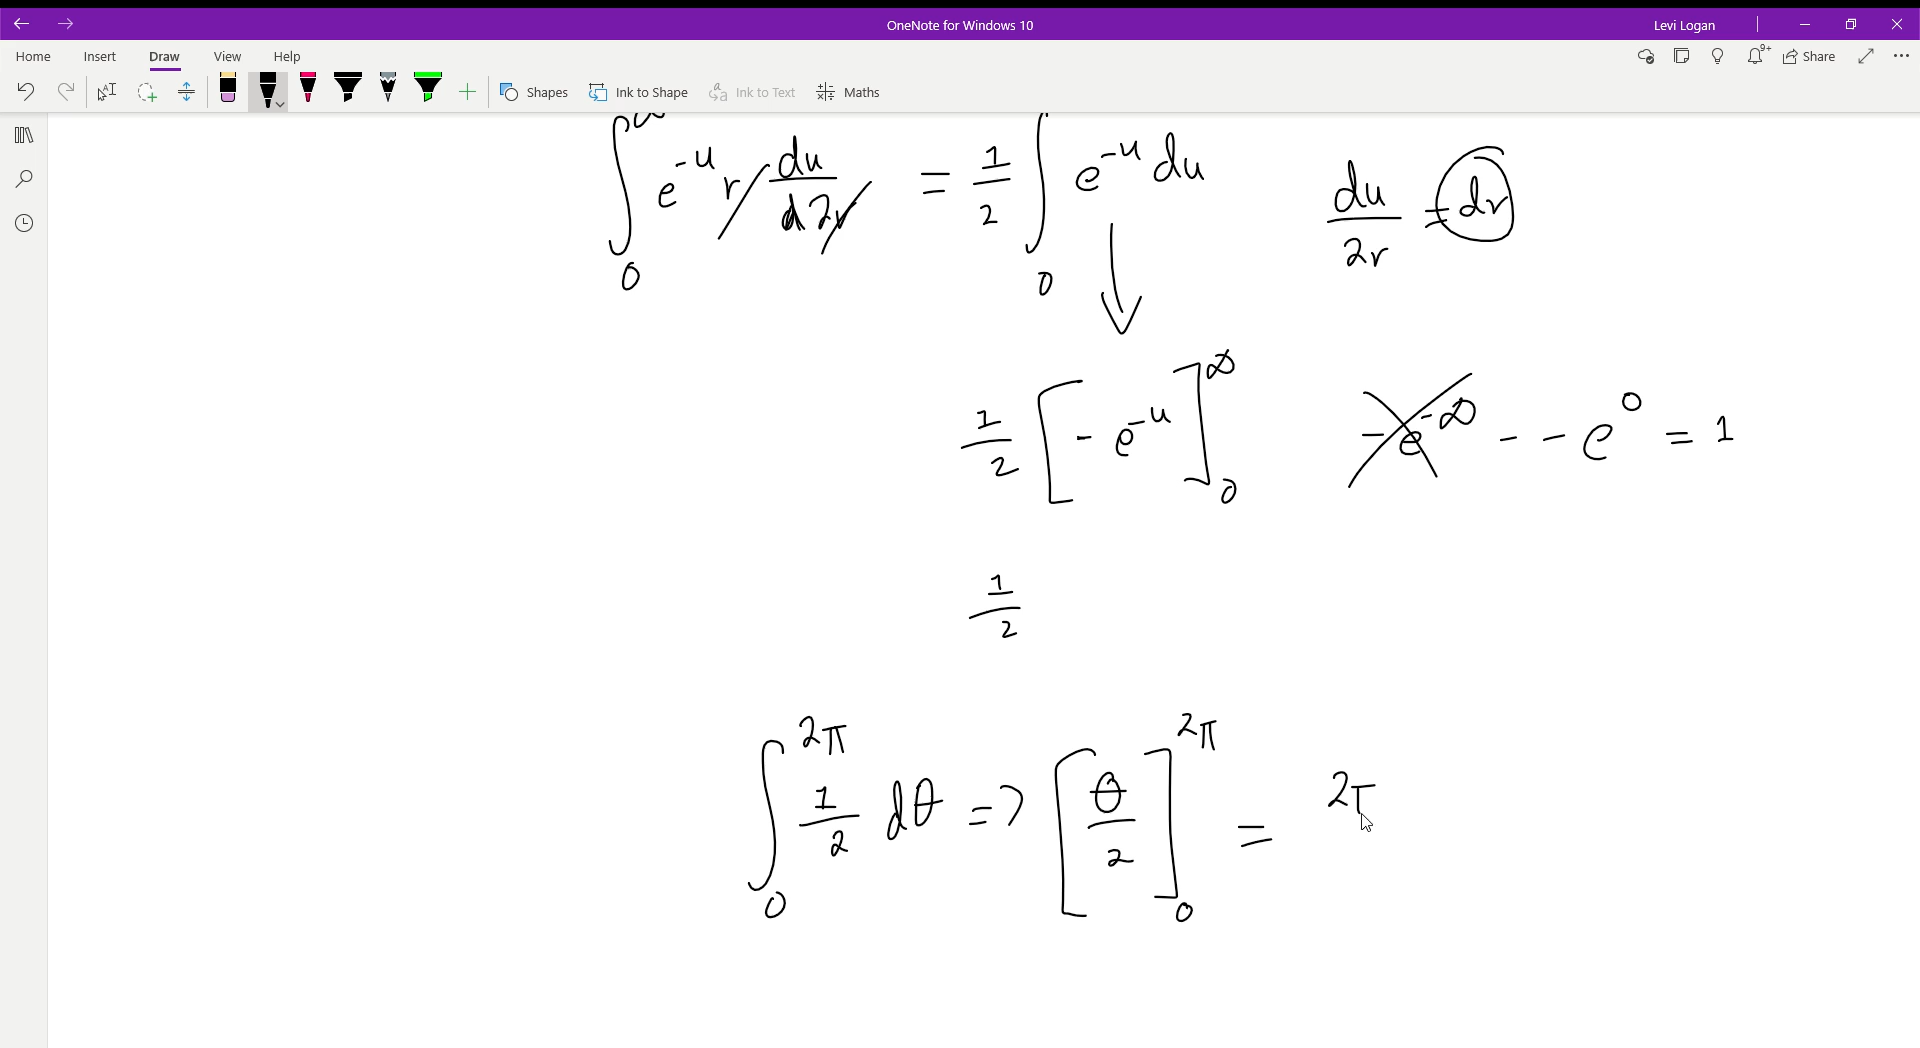 OneNote for Windows 10
Levi Logan
Home Insert Draw View Help
9+ Share
Shapes Ink to Shape Ink to Text Maths
∫₀^∞ e^{-u} r du/d2r = 1/2 ∫₀ e^{-u} du
du/2r = dr
1/2 [-e^{-u}]₀^∞
-e^{-∞} - -e^0 = 1
1/2
∫₀^{2π} 1/2 dθ => [θ/2]₀^{2π} = 2π